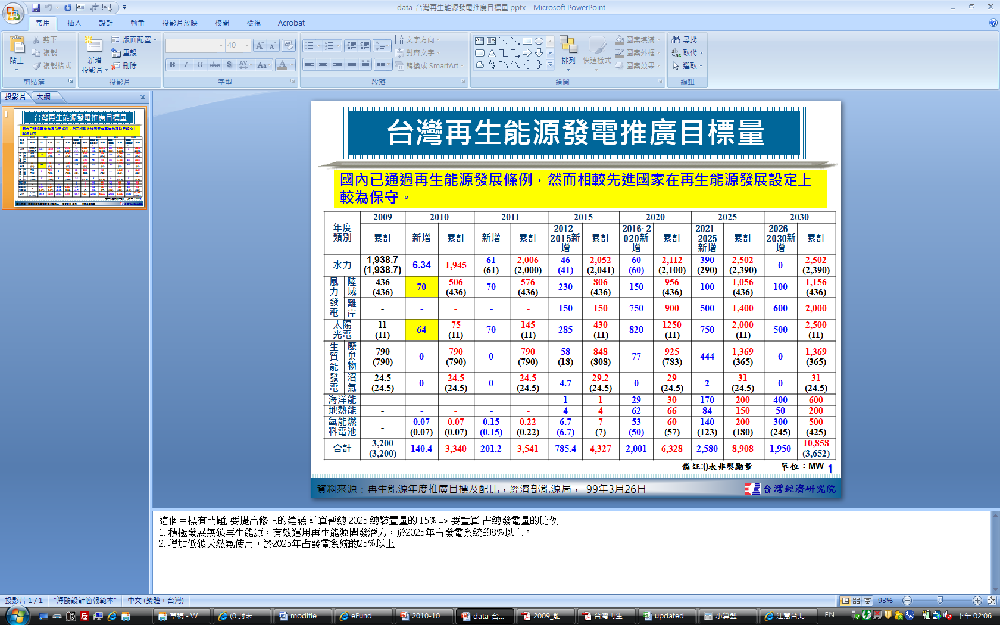 data-台灣再生能源發電推廣目標量.pptx - Microsoft PowerPoint
常用 插入 設計 動畫 投影片放映 校閱 檢視 Acrobat
貼上 剪下 複製 複製格式 剪貼簿
新增投影片 版面配置 重設 刪除 投影片
40 B I U abc S AV Aa A 字型
文字方向 對齊文字 轉換成 SmartArt 段落
排列 快速樣式 圖案填滿 圖案外框 圖案效果 繪圖
尋找 取代 選取 編輯
投影片 大綱 x
1
台灣再生能源發電推廣目標量
國內已通過再生能源發展條例，然而相較先進國家在再生能源發展設定上
較為保守。
年度類別 2009 2010 2011 2015 2020 2025 2030
累計 新增 累計 新增 累計 2012–2015新增 累計 2016~2020新增 累計 2021–2025新增 累計 2026–2030新增 累計
水力 1,938.7 (1,938.7) 6.34 1,945 61 (61) 2,006 (2,000) 46 (41) 2,052 (2,041) 60 (60) 2,112 (2,100) 390 (290) 2,502 (2,390) 0 2,502 (2,390)
風力發電 陸域 436 (436) 70 506 (436) 70 576 (436) 230 806 (436) 150 956 (436) 100 1,056 (436) 100 1,156 (436)
離岸 - - - - - 150 150 750 900 500 1,400 600 2,000
太陽光電 11 (11) 64 75 (11) 70 145 (11) 285 430 (11) 820 1250 (11) 750 2,000 (11) 500 2,500 (11)
生質能發電 廢棄物 790 (790) 0 790 (790) 0 790 (790) 58 (18) 848 (808) 77 925 (783) 444 1,369 (365) 0 1,369 (365)
沼氣 24.5 (24.5) 0 24.5 (24.5) 0 24.5 (24.5) 4.7 29.2 (24.5) 0 29 (24.5) 2 31 (24.5) 0 31 (24.5)
海洋能 - - - - - 1 1 29 30 170 200 400 600
地熱能 - - - - - 4 4 62 66 84 150 50 200
氫能燃料電池 - 0.07 (0.07) 0.07 (0.07) 0.15 (0.15) 0.22 (0.22) 6.7 (6.7) 7 (7) 53 (50) 60 (57) 140 (123) 200 (180) 300 (245) 500 (425)
合計 3,200 (3,200) 140.4 3,340 201.2 3,541 785.4 4,327 2,001 6,328 2,580 8,908 1,950 10,858 (3,652)
備註:()表非獎勵量 單位：MW 1
資料來源：再生能源年度推廣目標及配比，經濟部能源局， 99年3月26日
台灣經濟研究院
這個目標有問題, 要提出修正的建議 計算暫總 2025 總裝置量的 15% => 要重算 占總發電量的比例
1. 積極發展無碳再生能源，有效運用再生能源開發潛力，於2025年占發電系統的8%以上。
2. 增加低碳天然氣使用，於2025年占發電系統的25%以上
投影片 1 / 1 "海鷗設計簡報範本" 中文 (繁體，台灣) 93%
草稿 - W... (0 封未... modifie... eFund ... 2010-10... data-台... 2009_能... 台灣再生... updated... 小算盤 江蕙台北... EN 下午 02:06